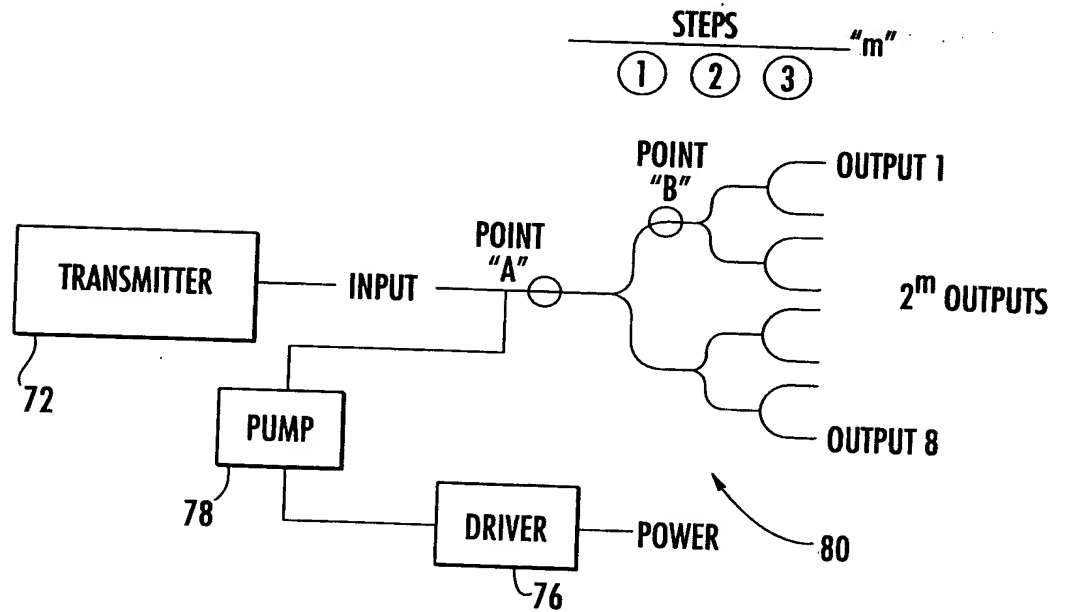 STEPS
"m"
1 2 3
POINT
"B"
OUTPUT 1
POINT
"A"
TRANSMITTER
INPUT
2^m OUTPUTS
72
PUMP
OUTPUT 8
78
DRIVER
POWER
80
76